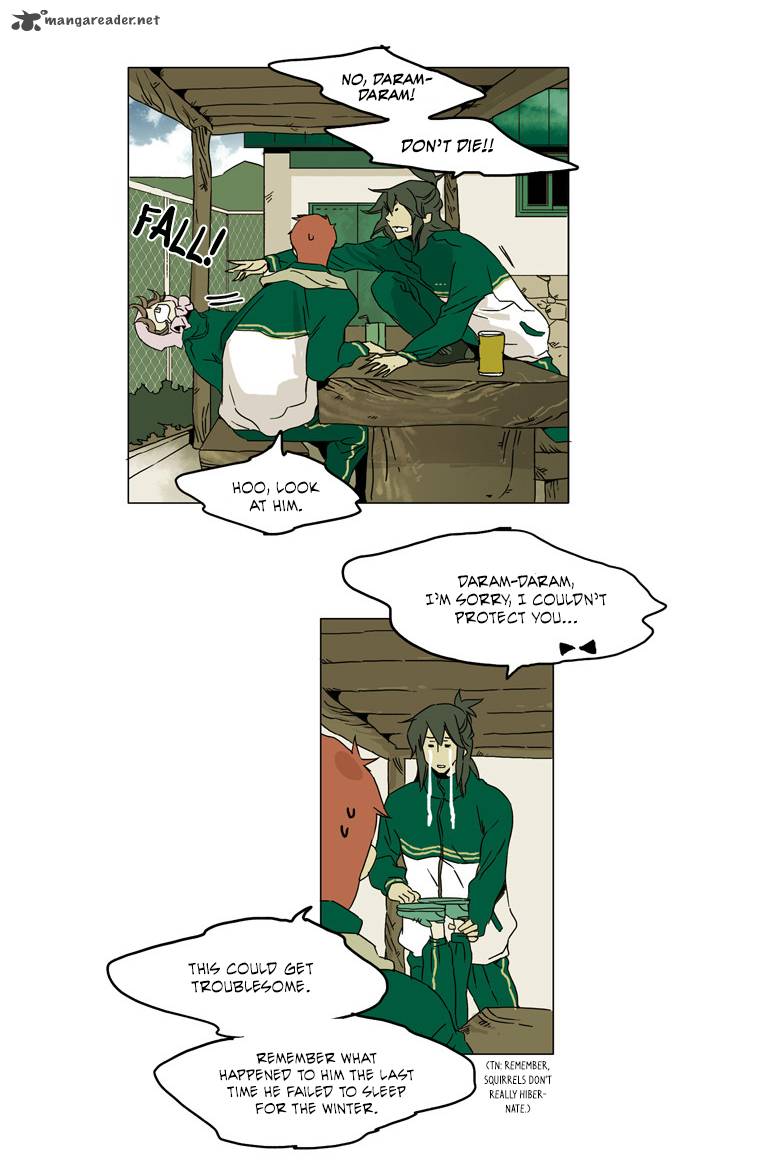 mangareader.net
NO, DARAM-
DARAM!
DON'T DIE!!
FALL!
HOO, LOOK
AT HIM.
DARAM-DARAM,
I'M SORRY, I COULDN'T
PROTECT YOU...
THIS COULD GET
TROUBLESOME.
REMEMBER WHAT
HAPPENED TO HIM THE LAST
TIME HE FAILED TO SLEEP
FOR THE WINTER.
(TN: REMEMBER,
SQUIRRELS DON'T
REALLY HIBER-
NATE.)